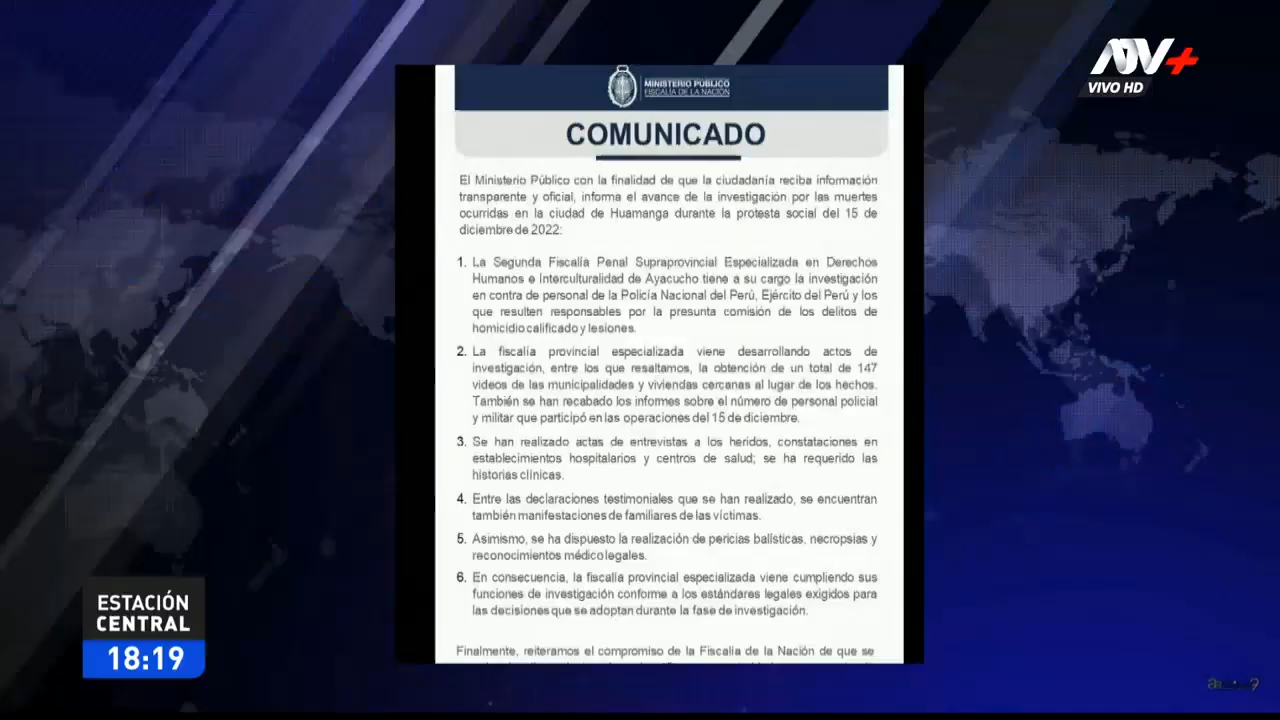 ATV+
VIVO HD
MINISTERIO PÚBLICO
FISCALÍA DE LA NACIÓN
COMUNICADO
El Ministerio Público con la finalidad de que la ciudadanía reciba información
transparente y oficial, informa el avance de la investigación por las muertes
ocurridas en la ciudad de Huamanga durante la protesta social del 15 de
diciembre de 2022:
1. La Segunda Fiscalía Penal Supraprovincial Especializada en Derechos
Humanos e Interculturalidad de Ayacucho tiene a su cargo la investigación
en contra de personal de la Policía Nacional del Perú, Ejército del Perú y los
que resulten responsables por la presunta comisión de los delitos de
homicidio calificado y lesiones.
2. La fiscalía provincial especializada viene desarrollando actos de
investigación, entre los que resaltamos, la obtención de un total de 147
videos de las municipalidades y viviendas cercanas al lugar de los hechos.
También se han recabado los informes sobre el número de personal policial
y militar que participó en las operaciones del 15 de diciembre.
3. Se han realizado actas de entrevistas a los heridos, constataciones en
establecimientos hospitalarios y centros de salud; se ha requerido las
historias clínicas.
4. Entre las declaraciones testimoniales que se han realizado, se encuentran
también manifestaciones de familiares de las víctimas.
5. Asimismo, se ha dispuesto la realización de pericias balísticas, necropsias y
reconocimientos médico legales.
6. En consecuencia, la fiscalía provincial especializada viene cumpliendo sus
funciones de investigación conforme a los estándares legales exigidos para
las decisiones que se adoptan durante la fase de investigación.
Finalmente, reiteramos el compromiso de la Fiscalía de la Nación de que se
ESTACIÓN
CENTRAL
18:19